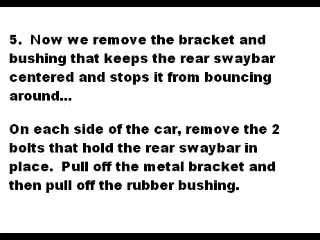 5.  Now we remove the bracket and
bushing that keeps the rear swaybar
centered and stops it from bouncing
around...
On each side of the car, remove the 2
bolts that hold the rear swaybar in
place.  Pull off the metal bracket and
then pull off the rubber bushing.